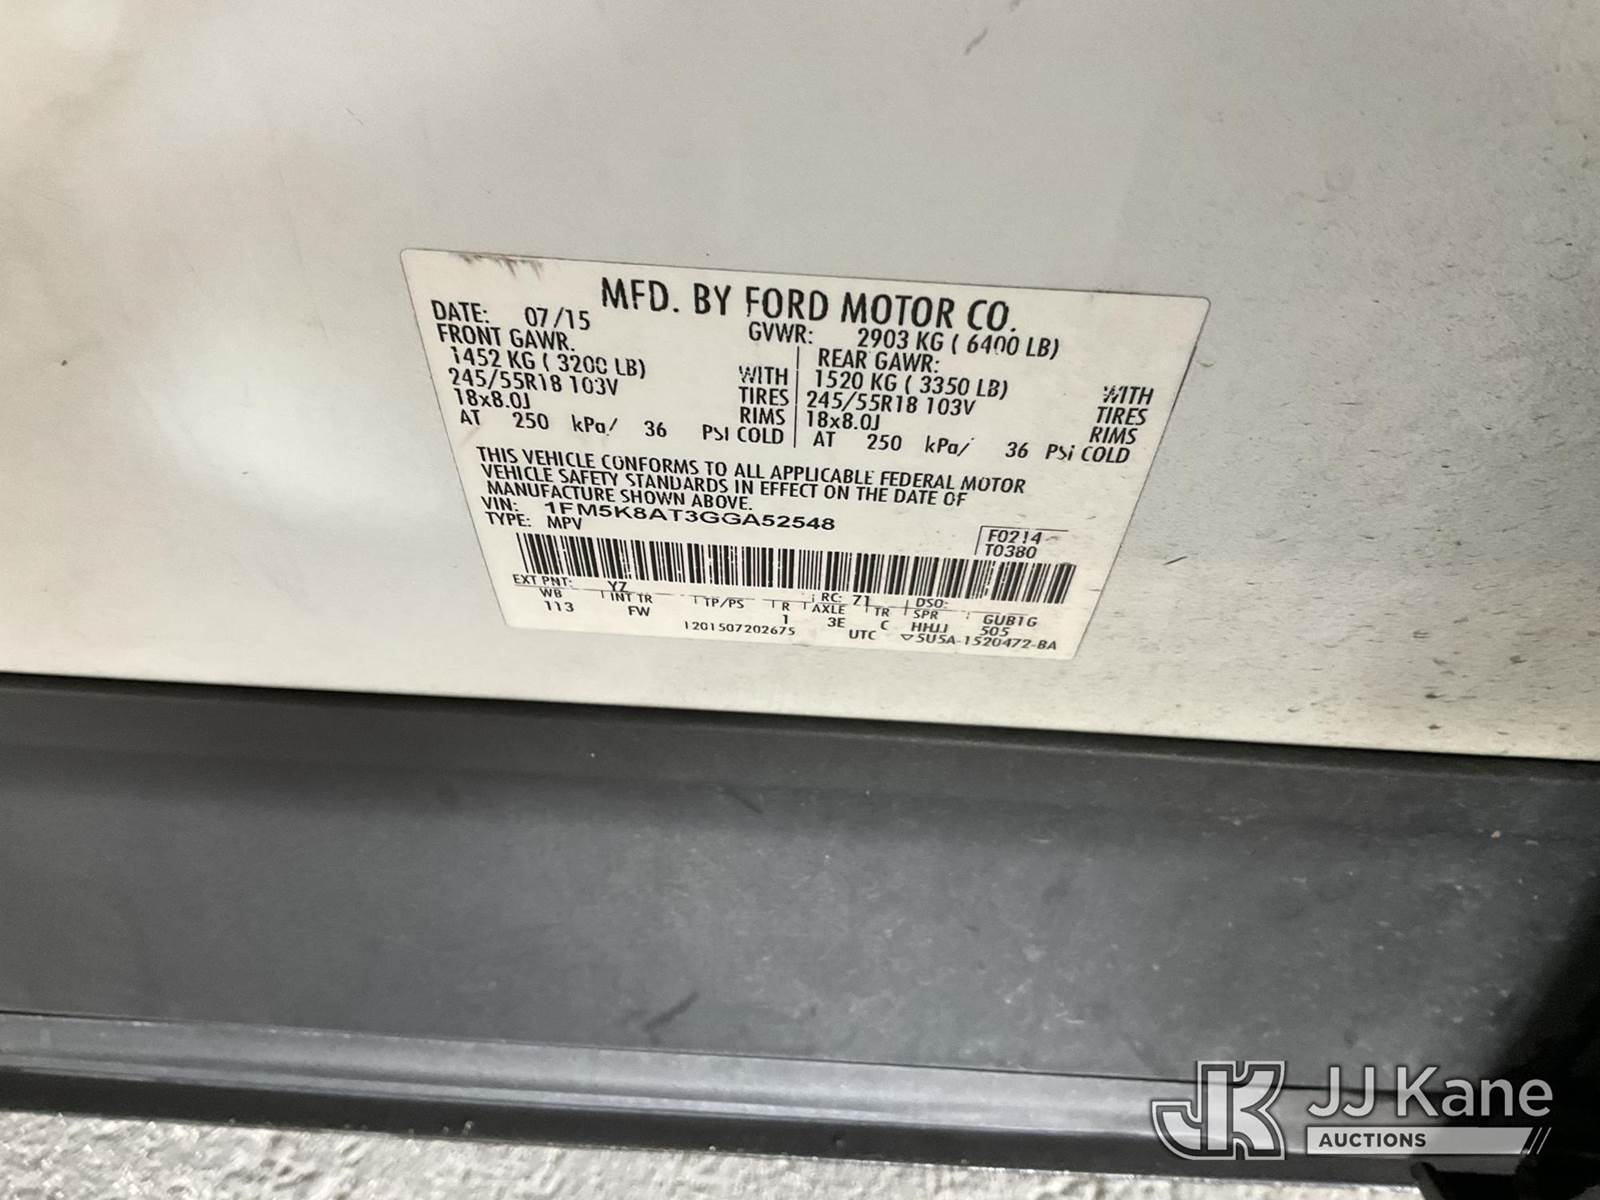 MFD. BY FORD MOTOR CO.
DATE: 07/15 GVWR: 2903 KG ( 6400 LB)
FRONT GAWR: REAR GAWR:
1452 KG ( 3200 LB) WITH 1520 KG ( 3350 LB) WITH
245/55R18 103V TIRES 245/55R18 103V TIRES
18x8.0J RIMS 18x8.0J RIMS
AT 250 kPa/ 36 PSI COLD AT 250 kPa/ 36 PSi COLD
THIS VEHICLE CONFORMS TO ALL APPLICABLE FEDERAL MOTOR
VEHICLE SAFETY STANDARDS IN EFFECT ON THE DATE OF
MANUFACTURE SHOWN ABOVE.
VIN: 1FM5K8AT3GGA52548
TYPE: MPV
F0214
T0380
EXT PNT: YZ RC: 71 DSO:
WB INT TR TP/PS R AXLE TR SPR GUB1G
113 FW 1 3E C HHJJ 505
1201507202675 UTC ▽5U5A-1520472-BA
JK JJ Kane
AUCTIONS